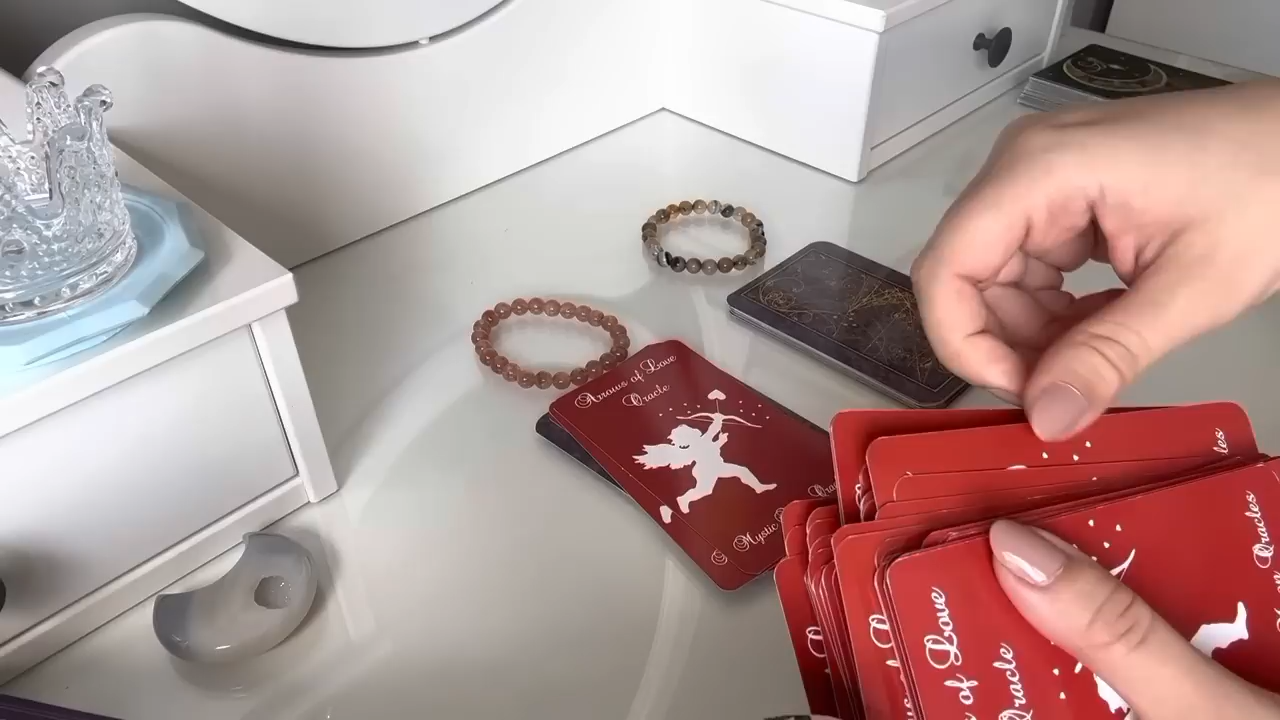 Arrows of Love
Oracle
Mystic
of Love
Oracle
Oracles